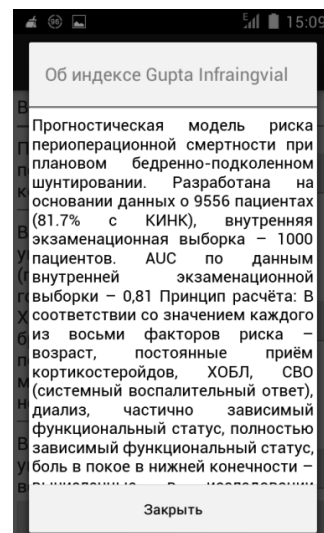 98
E
15:09
Об индексе Gupta Infraingvial
Прогностическая модель риска
периоперационной смертности при
плановом бедренно-подколенном
шунтировании. Разработана на
основании данных о 9556 пациентах
(81.7% с КИНК), внутренняя
экзаменационная выборка – 1000
пациентов. AUC по данным
внутренней экзаменационной
выборки – 0,81 Принцип расчёта: В
соответствии со значением каждого
из восьми факторов риска –
возраст, постоянные приём
кортикостеройдов, ХОБЛ, СВО
(системный воспалительный ответ),
диализ, частично зависимый
функциональный статус, полностью
зависимый функциональный статус,
боль в покое в нижней конечности –
Закрыть